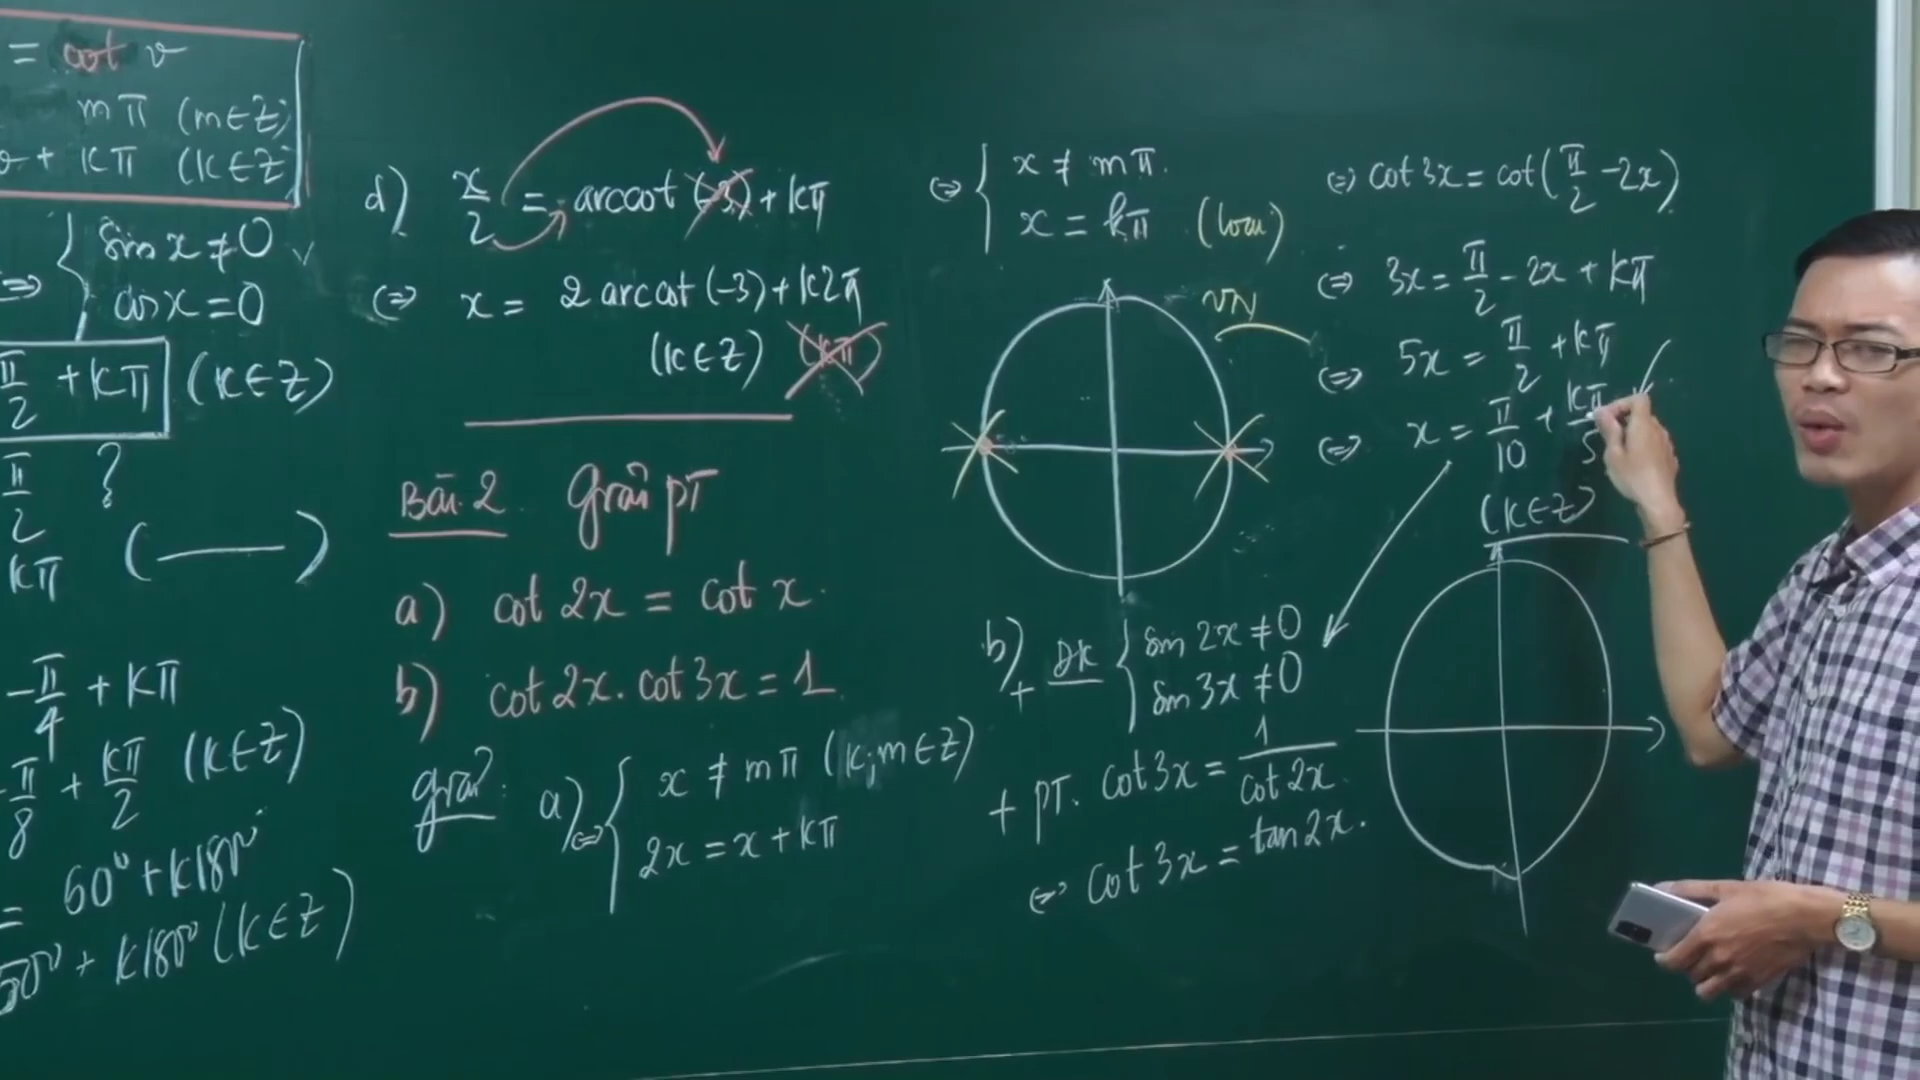 = cot v
mπ (m∈Z)
v + kπ (k∈Z)
⇔ { sin x ≠ 0
cos x = 0
π/2 + kπ (k∈Z)
π/2 ?
kπ (—)
-π/4 + kπ
-π/8 + kπ/2 (k∈Z)
= 60° + k180°
50° + k180° (k∈Z)
d) x/2 = arccot (-3) + kπ
⇔ x = 2 arccot (-3) + k2π
(k∈Z) (kπ)
Bài 2. Giải pT
a) cot 2x = cot x.
b) cot 2x. cot 3x = 1
giải: a) ⇔ { x ≠ mπ (k;m∈Z)
2x = x + kπ
⇔ { x ≠ mπ.
x = kπ (loại)
VN
b) + ĐK { sin 2x ≠ 0
sin 3x ≠ 0
+ PT. cot 3x = 1/cot 2x
⇔ cot 3x = tan 2x.
⇔ cot 3x = cot(π/2 - 2x)
⇔ 3x = π/2 - 2x + kπ
⇔ 5x = π/2 + kπ
⇔ x = π/10 + kπ/5
(k∈Z)